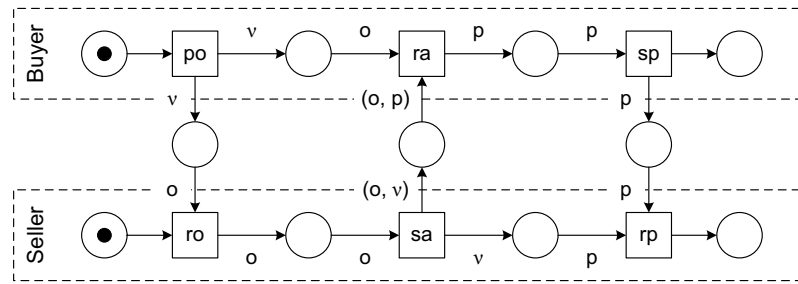 Buyer
po ν o ra p p sp
ν (o, p) p
o (o, ν) p
Seller
ro o o sa ν p rp